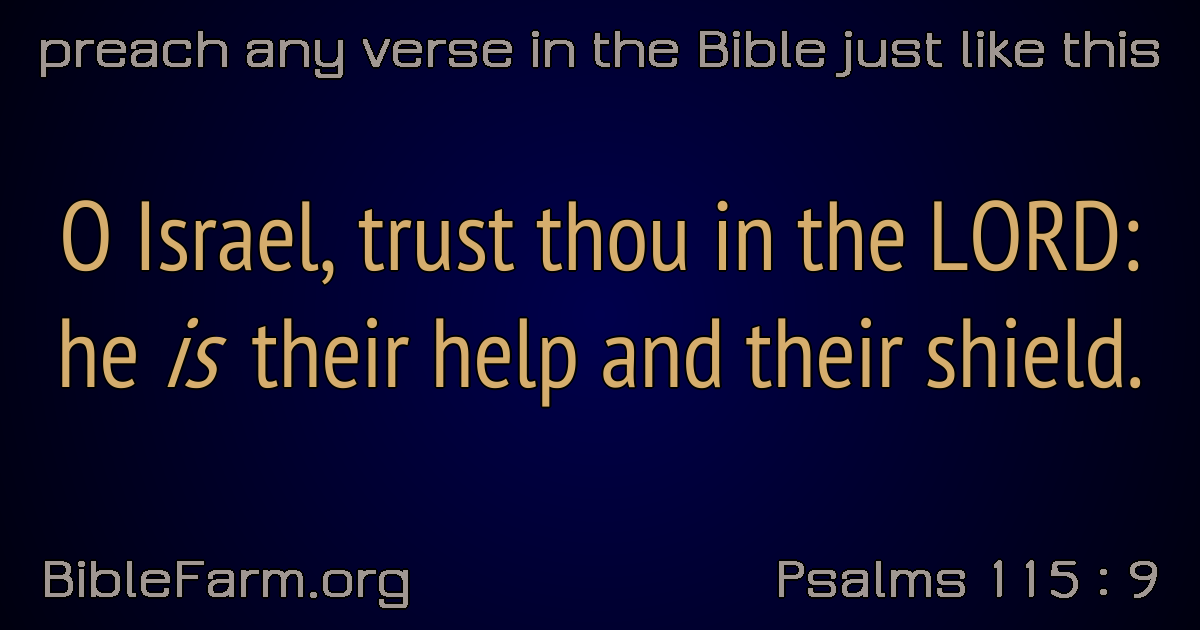 preach any verse in the Bible just like this
O Israel, trust thou in the LORD:
he is their help and their shield.
BibleFarm.org
Psalms 115 : 9